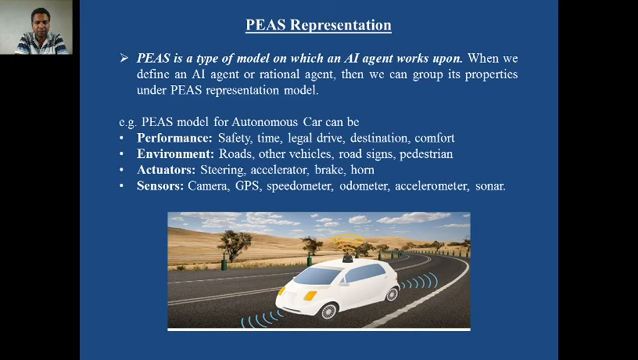 PEAS Representation
➢ PEAS is a type of model on which an AI agent works upon. When we
define an AI agent or rational agent, then we can group its properties
under PEAS representation model.
e.g. PEAS model for Autonomous Car can be
• Performance: Safety, time, legal drive, destination, comfort
• Environment: Roads, other vehicles, road signs, pedestrian
• Actuators: Steering, accelerator, brake, horn
• Sensors: Camera, GPS, speedometer, odometer, accelerometer, sonar.